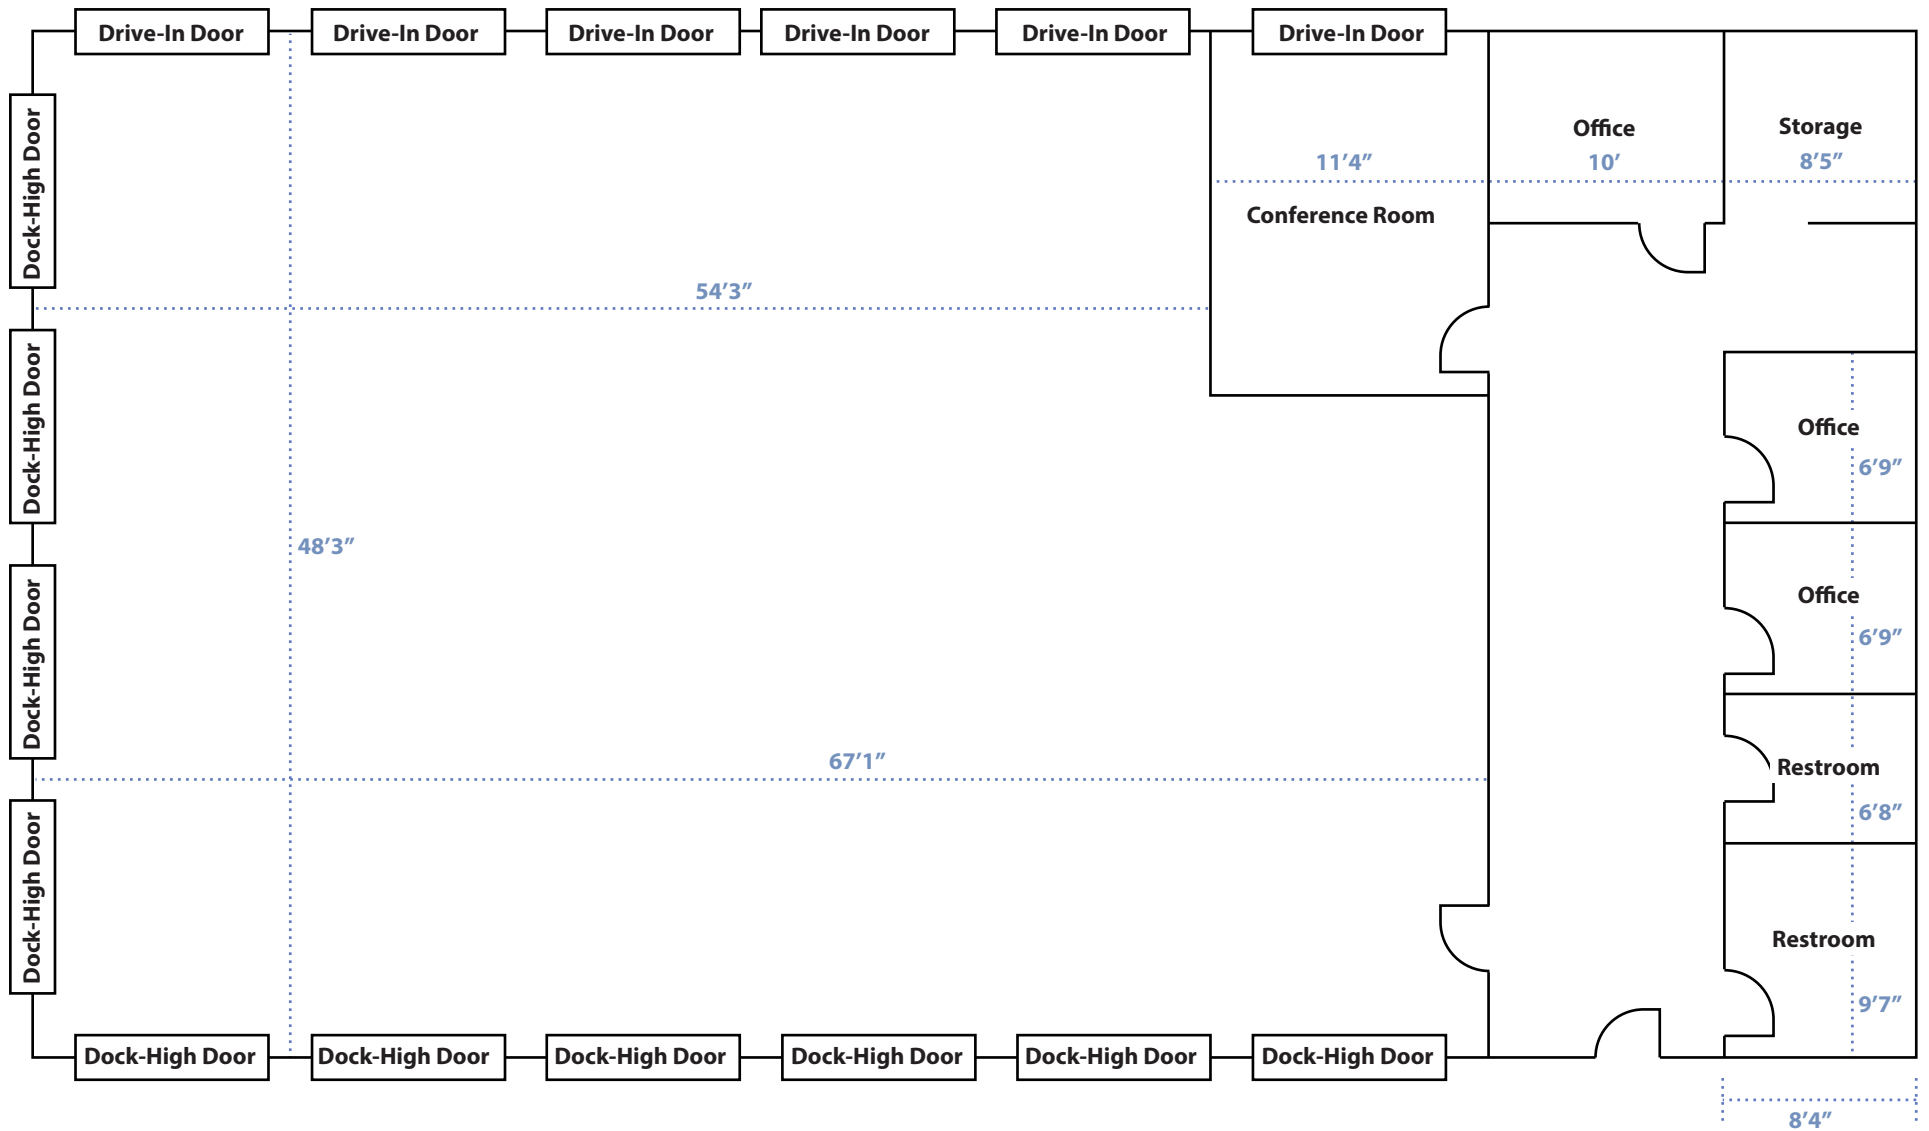 Drive-In Door
Drive-In Door
Drive-In Door
Drive-In Door
Drive-In Door
Drive-In Door
Dock-High Door
Dock-High Door
Dock-High Door
Dock-High Door
Office
10’
Storage
8’5”
11’4”
Conference Room
54’3”
48’3”
67’1”
Office
6’9”
Office
6’9”
Restroom
6’8”
Restroom
9’7”
Dock-High Door
Dock-High Door
Dock-High Door
Dock-High Door
Dock-High Door
Dock-High Door
8’4”